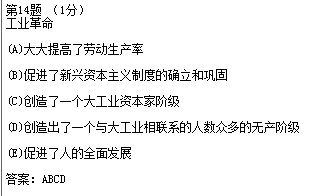 第14题 (1分)
工业革命
(A)大大提高了劳动生产率
(B)促进了新兴资本主义制度的确立和巩固
(C)创造了一个大工业资本家阶级
(D)创造出了一个与大工业相联系的人数众多的无产阶级
(E)促进了人的全面发展
答案：ABCD